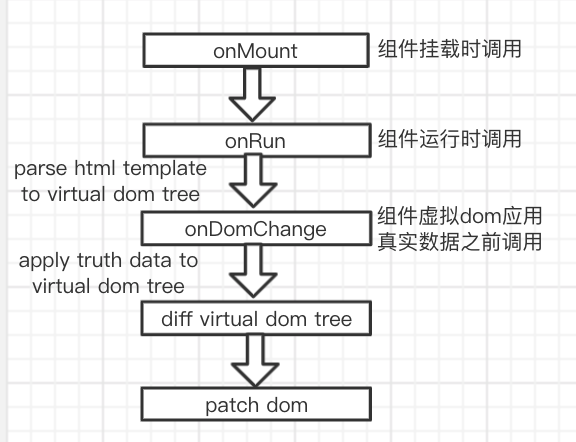 onMount
组件挂载时调用
onRun
组件运行时调用
parse html template
to virtual dom tree
onDomChange
组件虚拟dom应用
真实数据之前调用
apply truth data to
virtual dom tree
diff virtual dom tree
patch dom